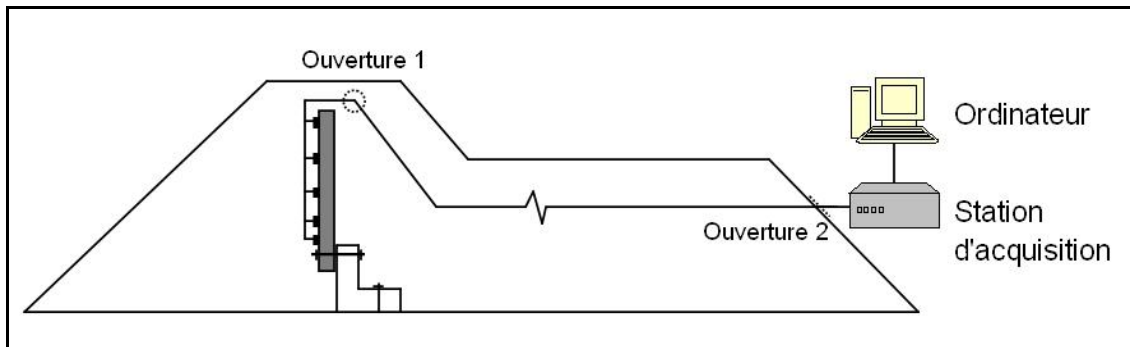 Ouverture 1
Ordinateur
Ouverture 2
Station
d'acquisition